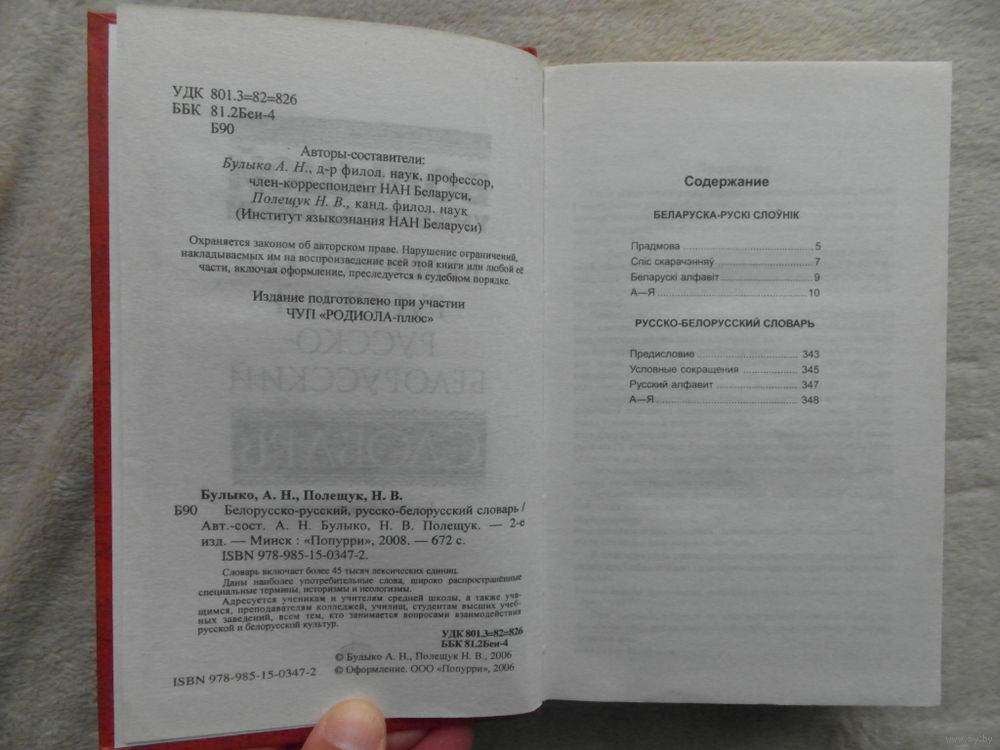 УДК 801.3=82=826
ББК 81.2Беи-4
Б90
Авторы-составители:
Булыко А. Н., д-р филол. наук, профессор,
член-корреспондент НАН Беларуси,
Полещук Н. В., канд. филол. наук
(Институт языкознания НАН Беларуси)
Охраняется законом об авторском праве. Нарушение ограничений,
накладываемых им на воспроизведение всей этой книги или любой её
части, включая оформление, преследуется в судебном порядке.
Издание подготовлено при участии
ЧУП «РОДИОЛА-плюс»
РУССКО-
БЕЛОРУССКИЙ
СЛОВАРЬ
Булыко, А. Н., Полещук, Н. В.
Б90 Белорусско-русский, русско-белорусский словарь /
Авт.-сост. А. Н. Булыко, Н. В. Полещук. — 2-е
изд. — Минск : «Попурри», 2008. — 672 с.
ISBN 978-985-15-0347-2.
Словарь включает более 45 тысяч лексических единиц.
Даны наиболее употребительные слова, широко распространённые
специальные термины, историзмы и неологизмы.
Адресуется ученикам и учителям средней школы, а также уча-
щимся, преподавателям колледжей, училищ, студентам высших учеб-
ных заведений, всем тем, кто занимается вопросами взаимодействия
русской и белорусской культур.
УДК 801.3=82=826
ББК 81.2Беи-4
© Булыко А. Н., Полещук Н. В., 2006
ISBN 978-985-15-0347-2 © Оформление. ООО «Попурри», 2006
Содержание
БЕЛАРУСКА-РУСКІ СЛОЎНІК
Прадмова 5
Спіс скарачэнняў 7
Беларускі алфавіт 9
А—Я 10
РУССКО-БЕЛОРУССКИЙ СЛОВАРЬ
Предисловие 343
Условные сокращения 345
Русский алфавит 347
А—Я 348
www.ay.by